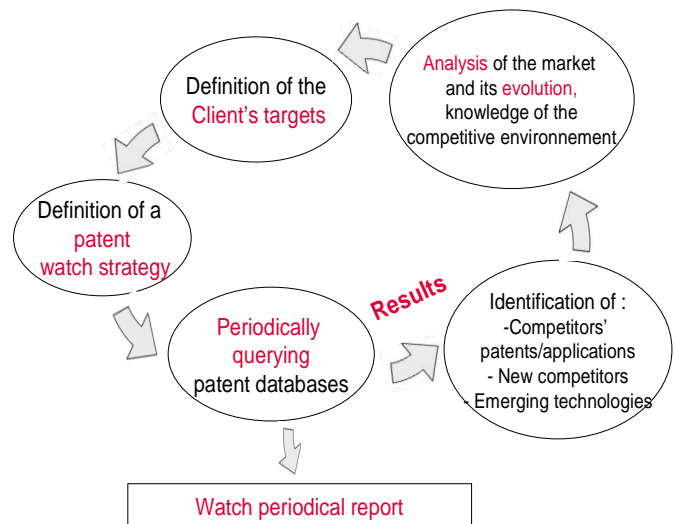 Definition of the
Client's targets
Analysis of the market
and its evolution,
knowledge of the
competitive environnement
Definition of a
patent
watch strategy
Periodically
querying
patent databases
Results
Identification of :
-Competitors'
patents/applications
- New competitors
- Emerging technologies
Watch periodical report